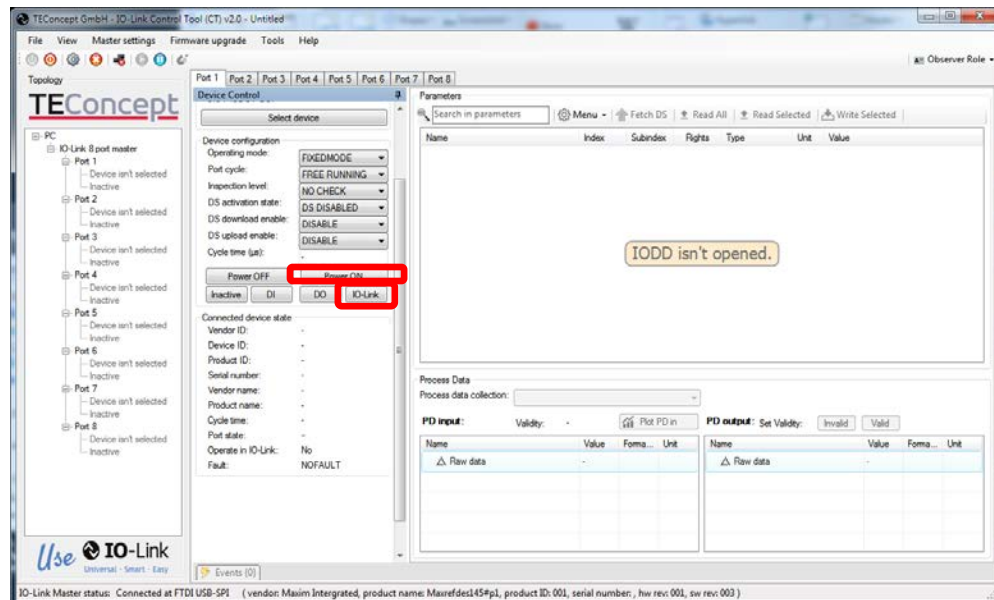 TEConcept GmbH - IO-Link Control Tool (CT) v2.0 - Untitled
File View Master settings Firmware upgrade Tools Help
Observer Role
Topology
TEConcept
PC
IO-Link 8 port master
Port 1
Device isn't selected
Inactive
Port 2
Device isn't selected
Inactive
Port 3
Device isn't selected
Inactive
Port 4
Device isn't selected
Inactive
Port 5
Device isn't selected
Inactive
Port 6
Device isn't selected
Inactive
Port 7
Device isn't selected
Inactive
Port 8
Device isn't selected
Inactive
Use IO-Link
Universal · Smart · Easy
Port 1 Port 2 Port 3 Port 4 Port 5 Port 6 Port 7 Port 8
Device Control
Select device
Device configuration
Operating mode: FIXEDMODE
Port cycle: FREE RUNNING
Inspection level: NO CHECK
DS activation state: DS DISABLED
DS download enable: DISABLE
DS upload enable: DISABLE
Cycle time (µs): -
Power OFF Power ON
Inactive DI DO IO-Link
Connected device state
Vendor ID: -
Device ID: -
Product ID: -
Serial number: -
Vendor name: -
Product name: -
Cycle time: -
Port state: -
Operate in IO-Link: No
Fault: NOFAULT
Events (0)
Parameters
Search in parameters Menu Fetch DS Read All Read Selected Write Selected
Name Index Subindex Rights Type Unit Value
IODD isn't opened.
Process Data
Process data collection:
PD input: Validity: - Plot PD in PD output: Set Validity: Invalid Valid
Name Value Forma... Unit Name Value Forma... Unit
Raw data - Raw data -
IO-Link Master status: Connected at FTDI USB-SPI (vendor: Maxim Intergrated, product name: Maxrefdes145#p1, product ID: 001, serial number: , hw rev: 001, sw rev: 003 )